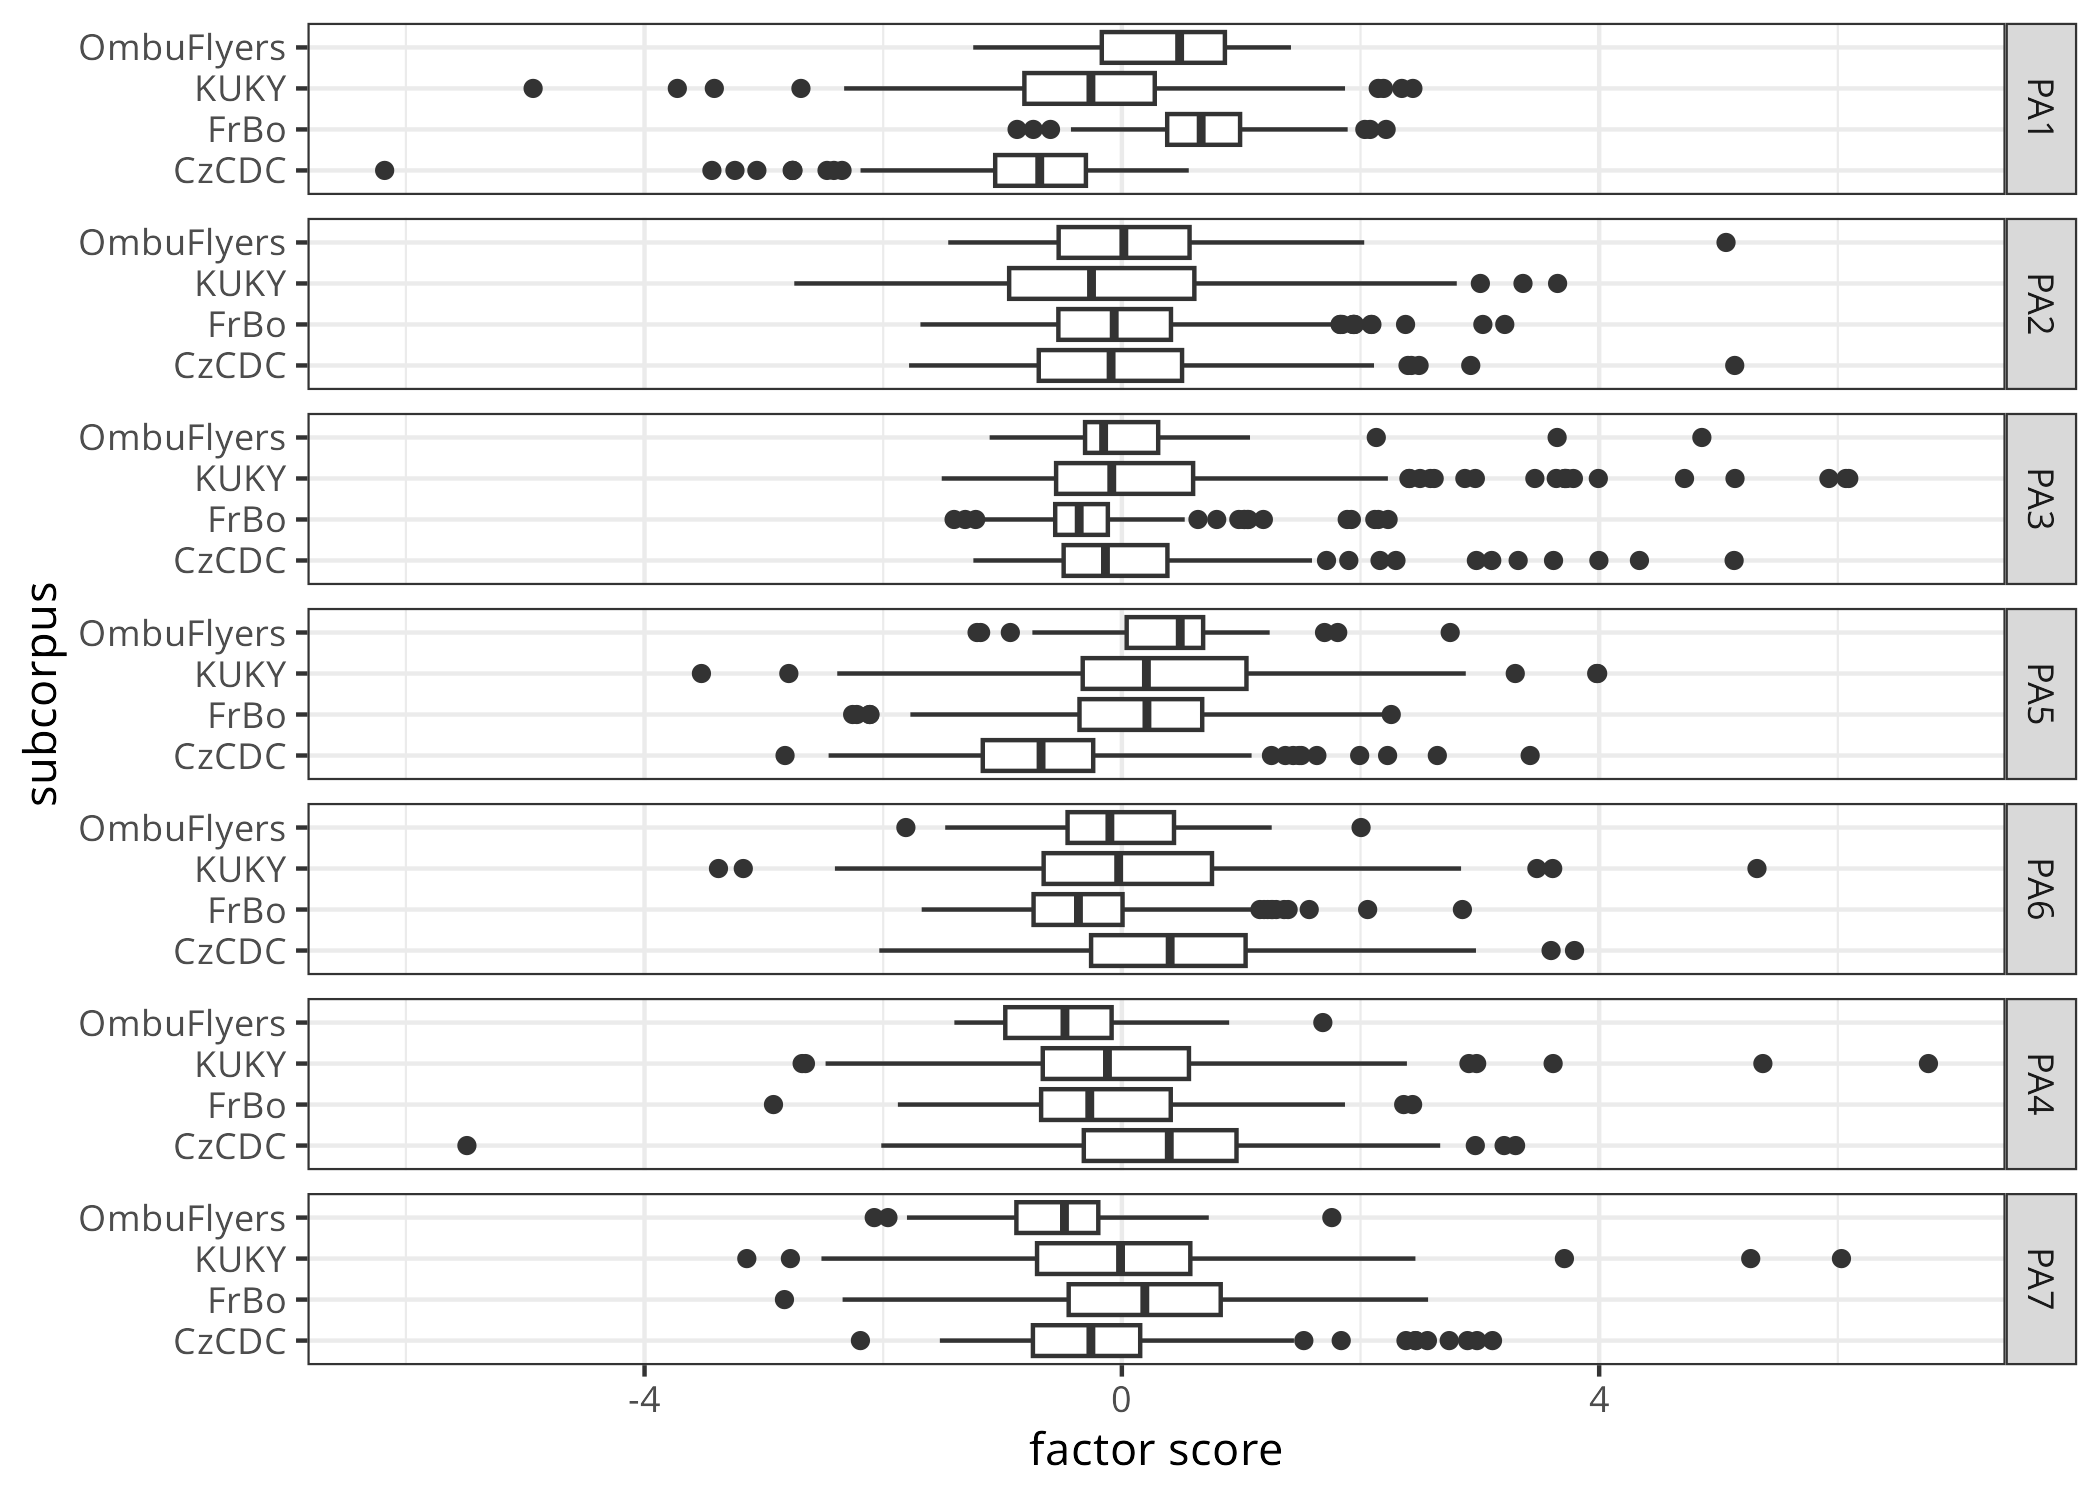 OmbuFlyers
KUKY
FrBo
CzCDC
PA1
OmbuFlyers
KUKY
FrBo
CzCDC
PA2
OmbuFlyers
KUKY
FrBo
CzCDC
PA3
OmbuFlyers
KUKY
FrBo
CzCDC
PA5
OmbuFlyers
KUKY
FrBo
CzCDC
PA6
OmbuFlyers
KUKY
FrBo
CzCDC
PA4
OmbuFlyers
KUKY
FrBo
CzCDC
PA7
subcorpus
-4 0 4
factor score